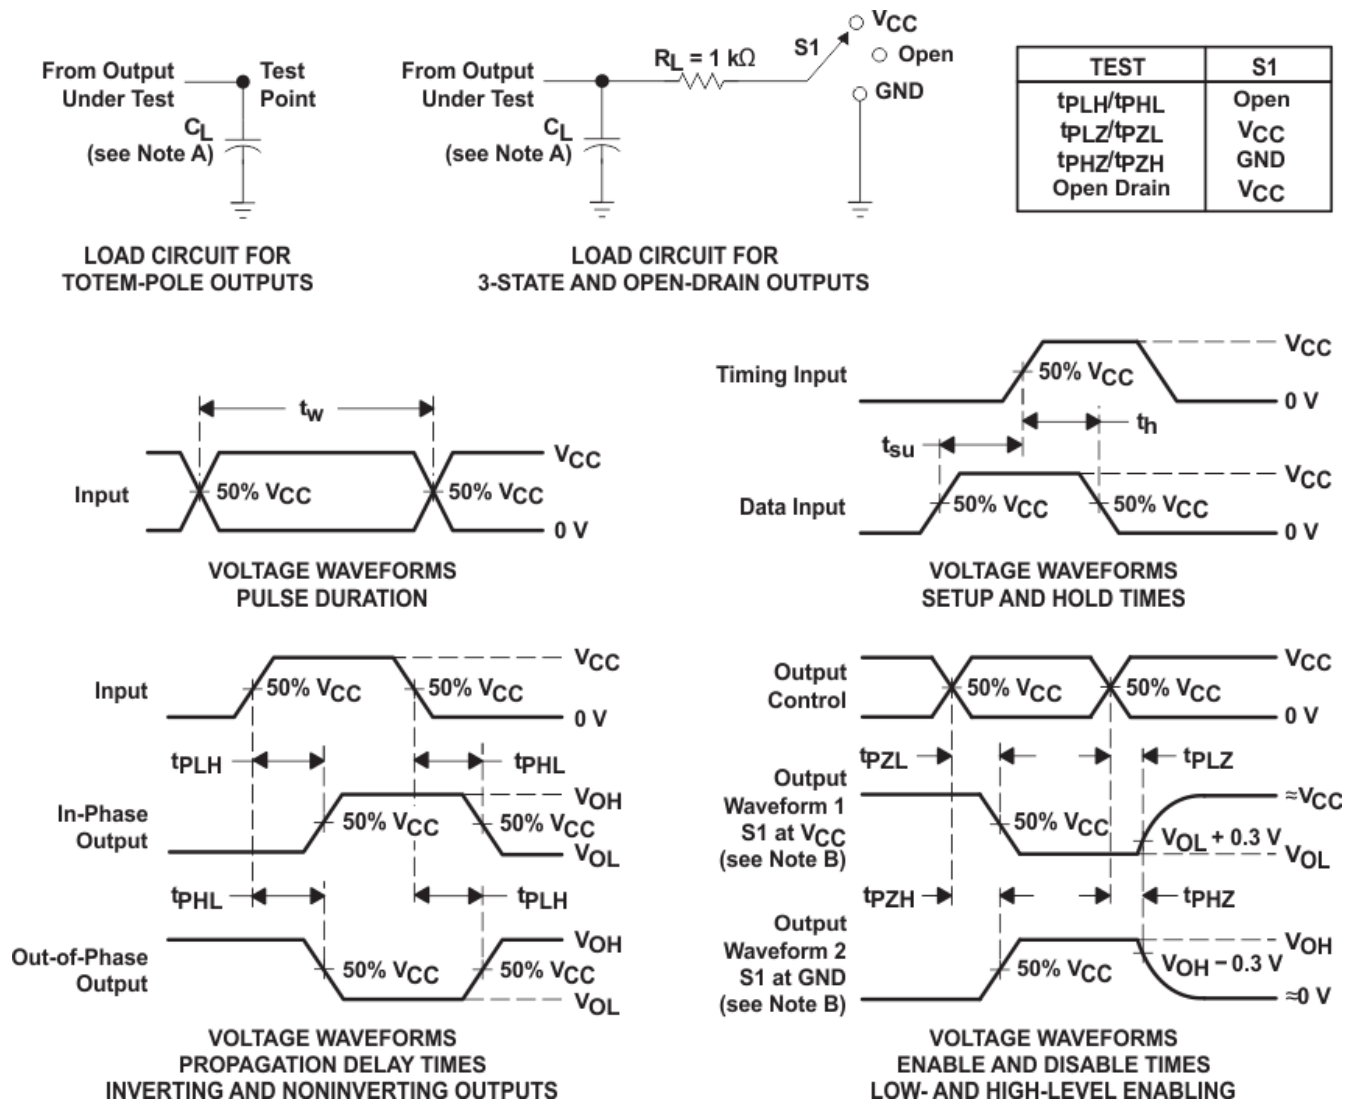 From Output
Under Test
Test
Point
CL
(see Note A)
LOAD CIRCUIT FOR
TOTEM-POLE OUTPUTS
From Output
Under Test
RL = 1 kΩ
S1
VCC
Open
GND
CL
(see Note A)
LOAD CIRCUIT FOR
3-STATE AND OPEN-DRAIN OUTPUTS
TEST S1
tPLH/tPHL Open
tPLZ/tPZL VCC
tPHZ/tPZH GND
Open Drain VCC
tw
Input
50% VCC
50% VCC
VCC
0 V
VOLTAGE WAVEFORMS
PULSE DURATION
Timing Input
50% VCC
VCC
0 V
th
tsu
Data Input
50% VCC
50% VCC
VCC
0 V
VOLTAGE WAVEFORMS
SETUP AND HOLD TIMES
Input
50% VCC
50% VCC
VCC
0 V
tPLH
tPHL
In-Phase
Output
50% VCC
50% VCC
VOH
VOL
tPHL
tPLH
Out-of-Phase
Output
50% VCC
50% VCC
VOH
VOL
VOLTAGE WAVEFORMS
PROPAGATION DELAY TIMES
INVERTING AND NONINVERTING OUTPUTS
Output
Control
50% VCC
50% VCC
VCC
0 V
tPZL
tPLZ
Output
Waveform 1
S1 at VCC
(see Note B)
50% VCC
≈VCC
VOL + 0.3 V
VOL
tPZH
tPHZ
Output
Waveform 2
S1 at GND
(see Note B)
50% VCC
VOH
VOH − 0.3 V
≈0 V
VOLTAGE WAVEFORMS
ENABLE AND DISABLE TIMES
LOW- AND HIGH-LEVEL ENABLING